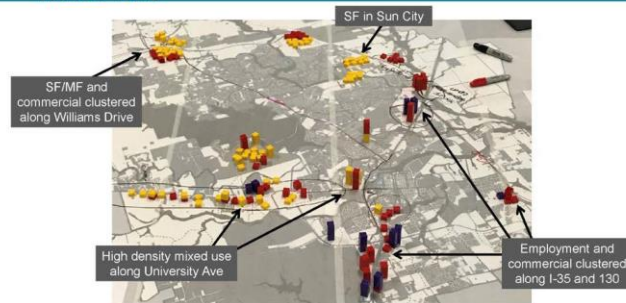 SF in Sun City
SF/MF and
commercial clustered
along Williams Drive
High density mixed use
along University Ave
Employment and
commercial clustered
along I-35 and 130